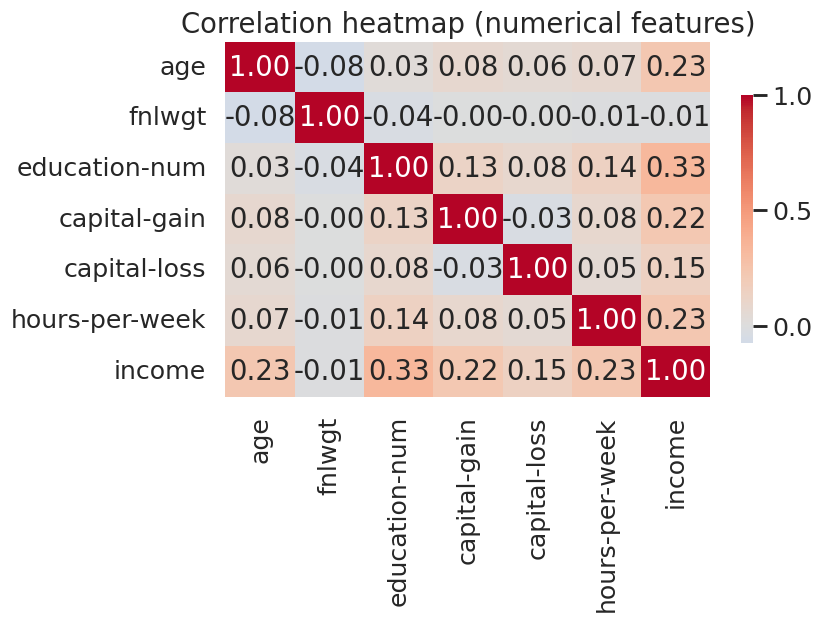 Correlation heatmap (numerical features)
age 1.00 -0.08 0.03 0.08 0.06 0.07 0.23
fnlwgt -0.08 1.00 -0.04 -0.00 -0.00 -0.01 -0.01
education-num 0.03 -0.04 1.00 0.13 0.08 0.14 0.33
capital-gain 0.08 -0.00 0.13 1.00 -0.03 0.08 0.22
capital-loss 0.06 -0.00 0.08 -0.03 1.00 0.05 0.15
hours-per-week 0.07 -0.01 0.14 0.08 0.05 1.00 0.23
income 0.23 -0.01 0.33 0.22 0.15 0.23 1.00
age
fnlwgt
education-num
capital-gain
capital-loss
hours-per-week
income
1.0
0.5
0.0